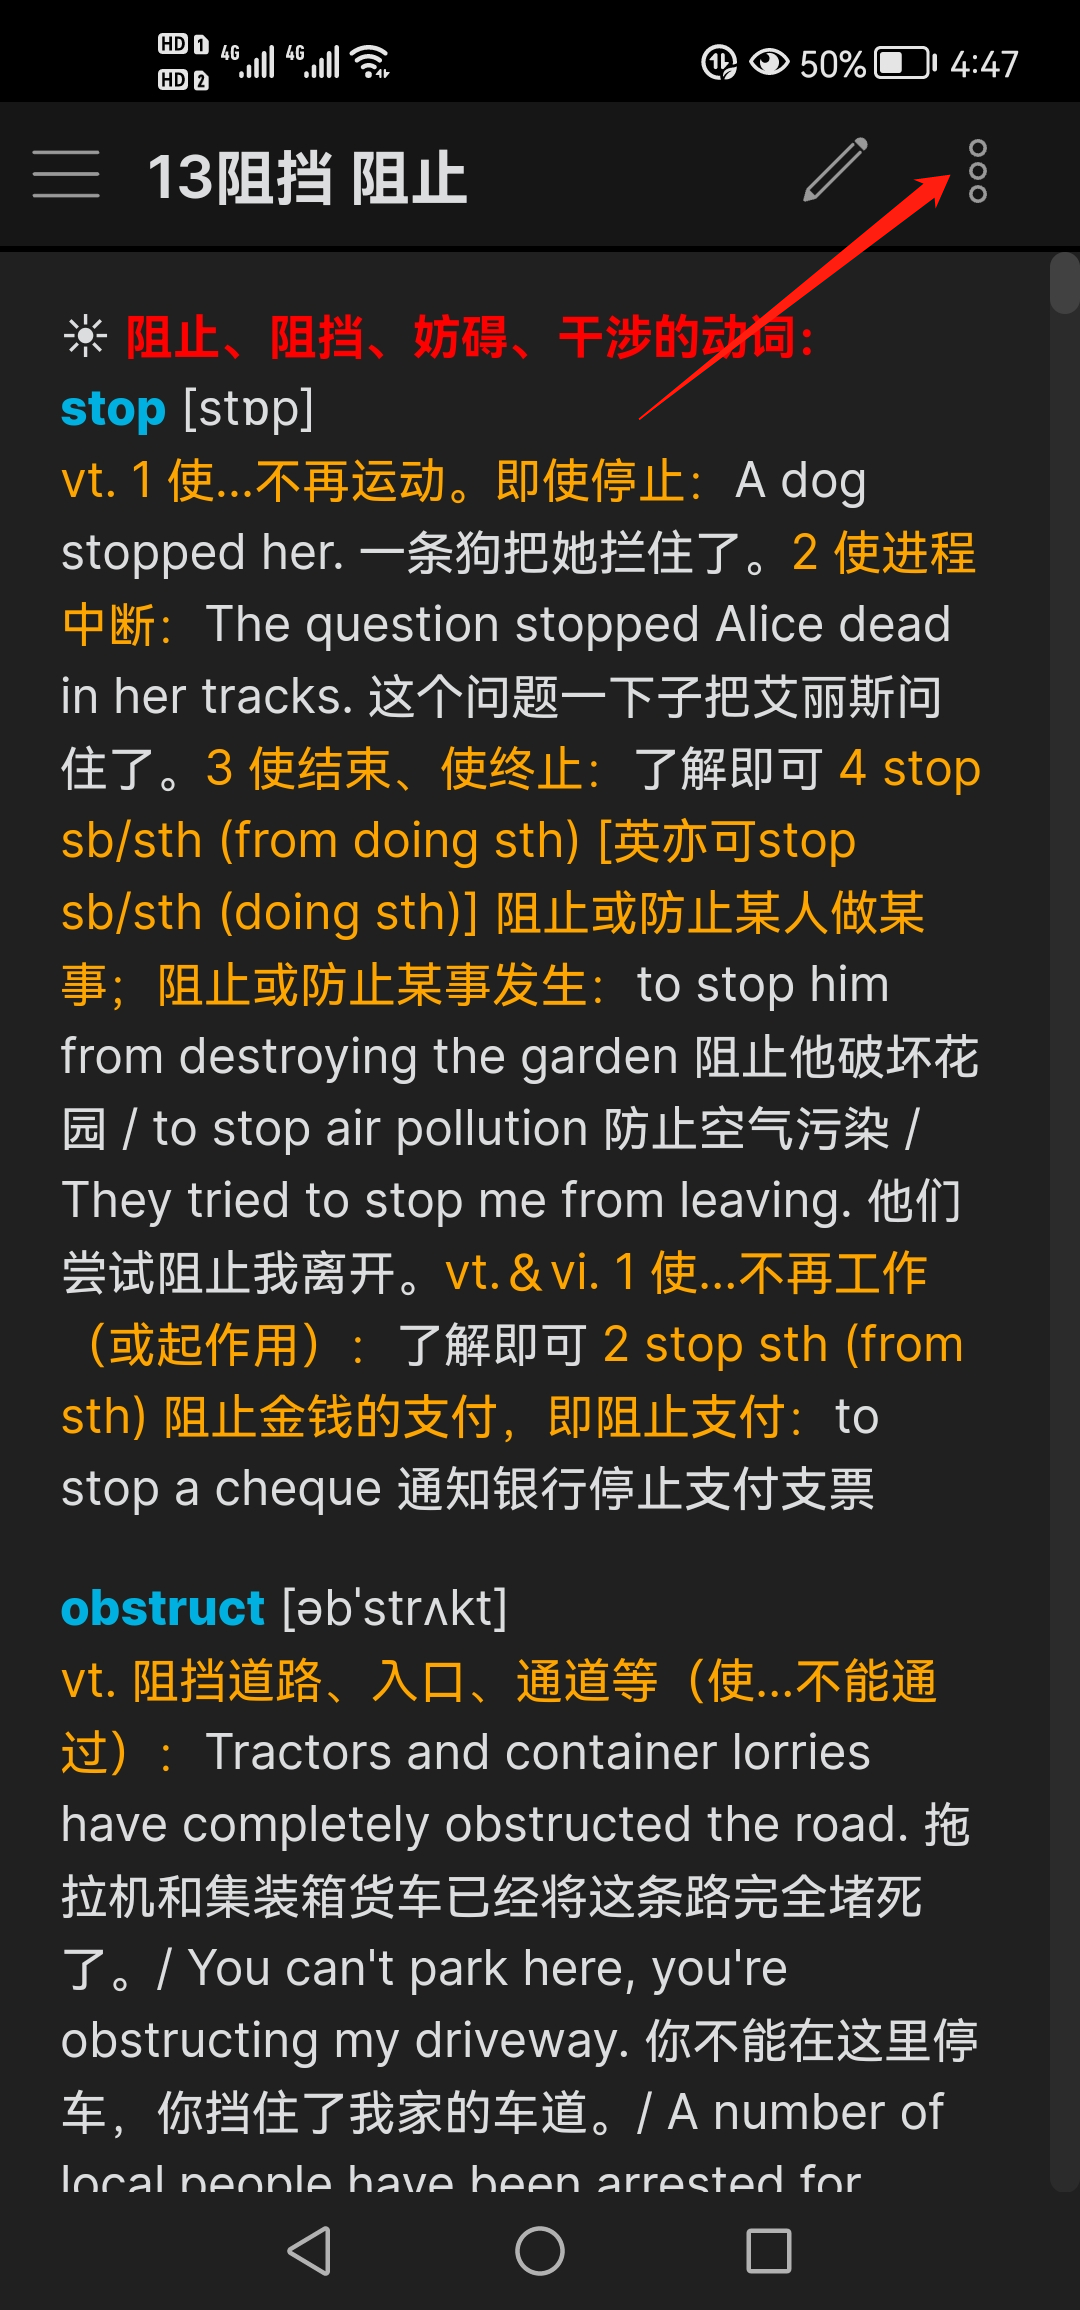 HD 1 4G 4G 50% 4:47
HD 2
13阻挡 阻止
阻止、阻挡、妨碍、干涉的动词：
stop [stɒp]
vt. 1 使...不再运动。即使停止： A dog
stopped her. 一条狗把她拦住了。2 使进程
中断： The question stopped Alice dead
in her tracks. 这个问题一下子把艾丽斯问
住了。3 使结束、使终止： 了解即可 4 stop
sb/sth (from doing sth) [英亦可stop
sb/sth (doing sth)] 阻止或防止某人做某
事； 阻止或防止某事发生： to stop him
from destroying the garden 阻止他破坏花
园 / to stop air pollution 防止空气污染 /
They tried to stop me from leaving. 他们
尝试阻止我离开。vt.＆vi. 1 使...不再工作
（或起作用）： 了解即可 2 stop sth (from
sth) 阻止金钱的支付，即阻止支付： to
stop a cheque 通知银行停止支付支票
obstruct [əb'strʌkt]
vt. 阻挡道路、入口、通道等（使...不能通
过）： Tractors and container lorries
have completely obstructed the road. 拖
拉机和集装箱货车已经将这条路完全堵死
了。/ You can't park here, you're
obstructing my driveway. 你不能在这里停
车，你挡住了我家的车道。/ A number of
local people have been arrested for